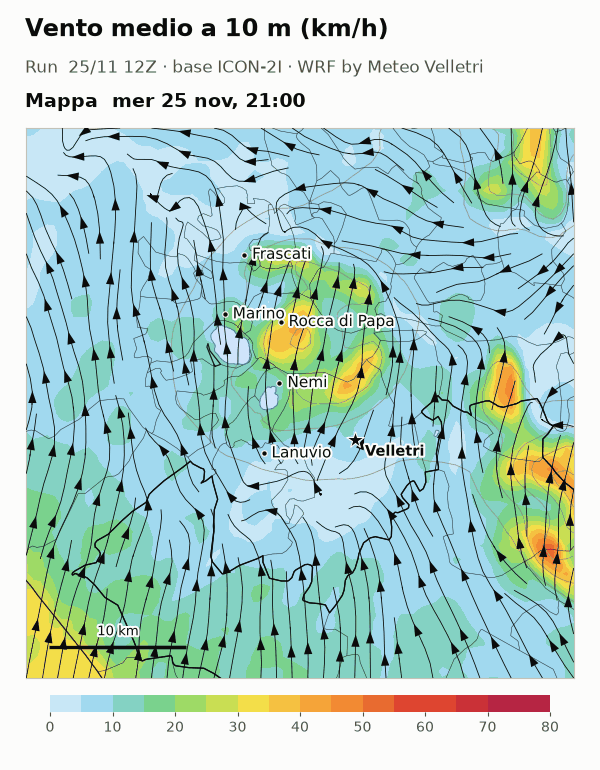 Vento medio a 10 m (km/h)
Run  25/11 12Z · base ICON-2I · WRF by Meteo Velletri
Mappa  mer 25 nov, 21:00
Frascati
Marino
Rocca di Papa
Nemi
Velletri
Lanuvio
10 km
0 10 20 30 40 50 60 70 80